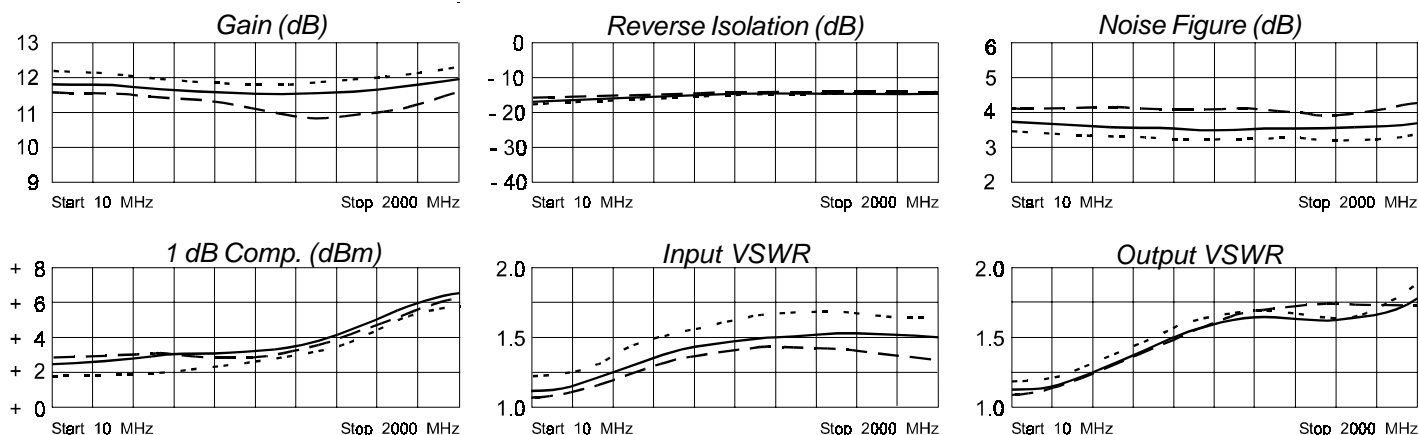 Gain (dB)
13
12
11
10
9
Start 10 MHz
Stop 2000 MHz
Reverse Isolation (dB)
0
- 10
- 20
- 30
- 40
Start 10 MHz
Stop 2000 MHz
Noise Figure (dB)
6
5
4
3
2
Start 10 MHz
Stop 2000 MHz
1 dB Comp. (dBm)
+ 8
+ 6
+ 4
+ 2
+ 0
Start 10 MHz
Stop 2000 MHz
Input VSWR
2.0
1.5
1.0
Start 10 MHz
Stop 2000 MHz
Output VSWR
2.0
1.5
1.0
Start 10 MHz
Stop 2000 MHz